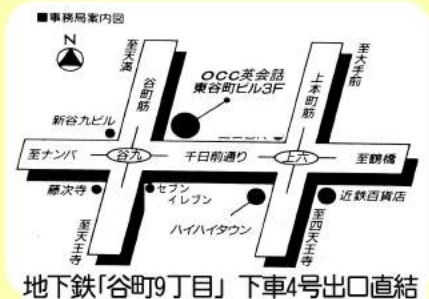 ■事務局案内図
N
至天満
谷町筋
OCC英会話
東谷町ビル3F
上本町筋
至大手前
新谷九ビル
至ナンバ
谷九
千日前通り
上六
至鶴橋
藤次寺
セブン
イレブン
近鉄百貨店
ハイハイタウン
至天王寺
至四天王寺
地下鉄「谷町9丁目」下車4号出口直結